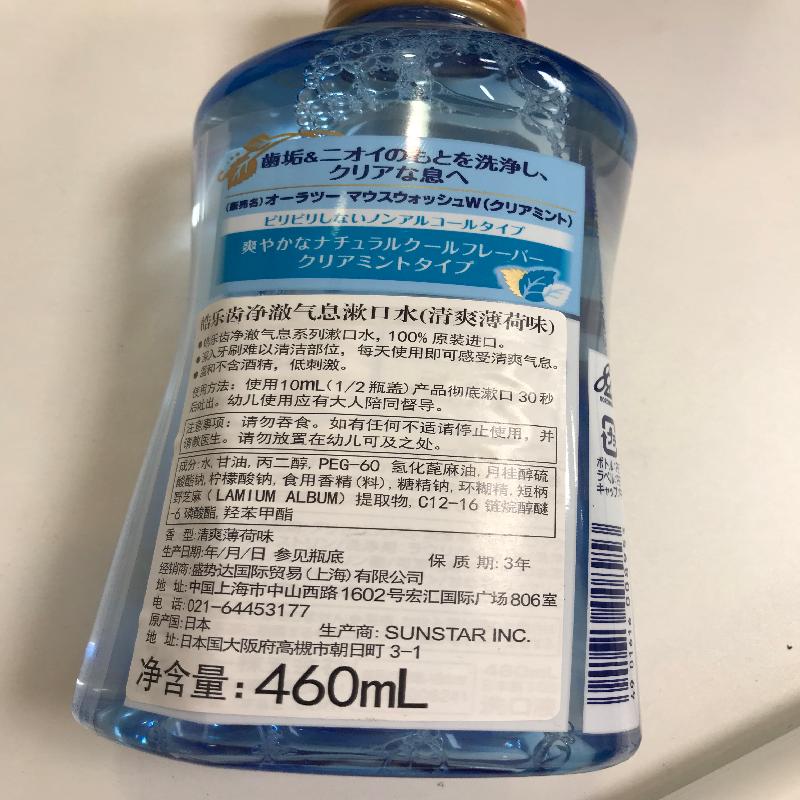 歯垢&ニオイのもとを洗浄し、
クリアな息へ
(販売名)オーラツー マウスウォッシュW(クリアミント)
ピリピリしないノンアルコールタイプ
爽やかなナチュラルクールフレーバー
クリアミントタイプ
皓乐齿净澈气息漱口水(清爽薄荷味)
●皓乐齿净澈气息系列漱口水，100%原装进口。
●深入牙刷难以清洁部位，每天使用即可感受清爽气息。
●温和不含酒精，低刺激。
使用方法：使用10mL(1/2瓶盖)产品彻底漱口30秒
后吐出。幼儿使用应有大人陪同督导。
注意事项：请勿吞食。如有任何不适请停止使用，并
请教医生。请勿放置在幼儿可及之处。
成分:水,甘油,丙二醇,PEG-60 氢化蓖麻油,月桂醇硫
酸酯钠,柠檬酸钠,食用香精(料),糖精钠,环糊精,短柄
野芝麻(LAMIUM ALBUM)提取物,C12-16 链烷醇醚
-6 磷酸酯,羟苯甲酯
香 型:清爽薄荷味
生产日期:年/月/日 参见瓶底 保 质 期:3年
经销商:盛势达国际贸易(上海)有限公司
地 址:中国上海市中山西路1602号宏汇国际广场806室
电 话:021-64453177
原产国:日本 生产商: SUNSTAR INC.
地 址:日本国大阪府高槻市朝日町 3-1
净含量:460mL
ボトル:
ラベル:
キャップ: